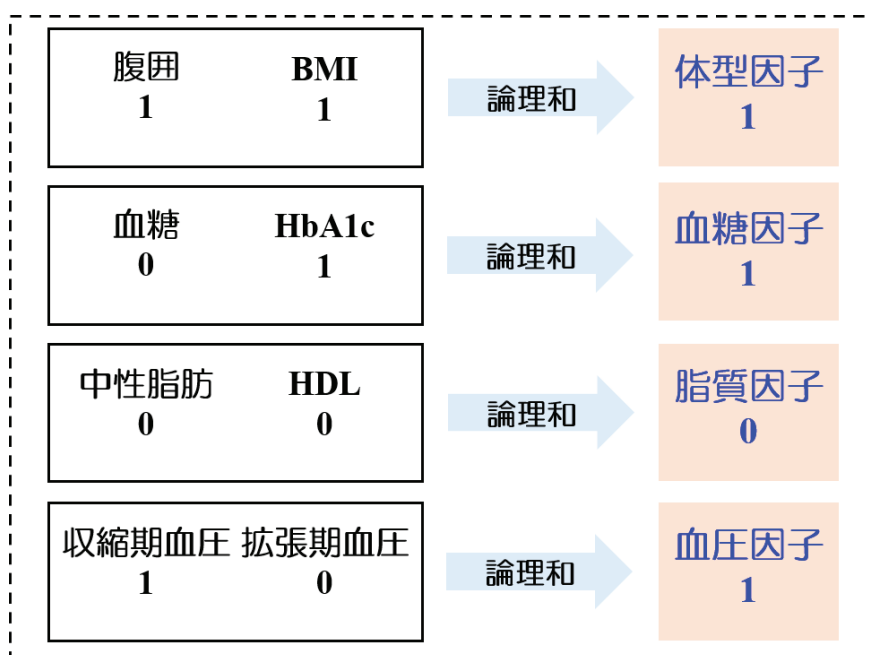 腹囲 BMI
1 1
論理和
体型因子
1
血糖 HbA1c
0 1
論理和
血糖因子
1
中性脂肪 HDL
0 0
論理和
脂質因子
0
収縮期血圧 拡張期血圧
1 0
論理和
血圧因子
1